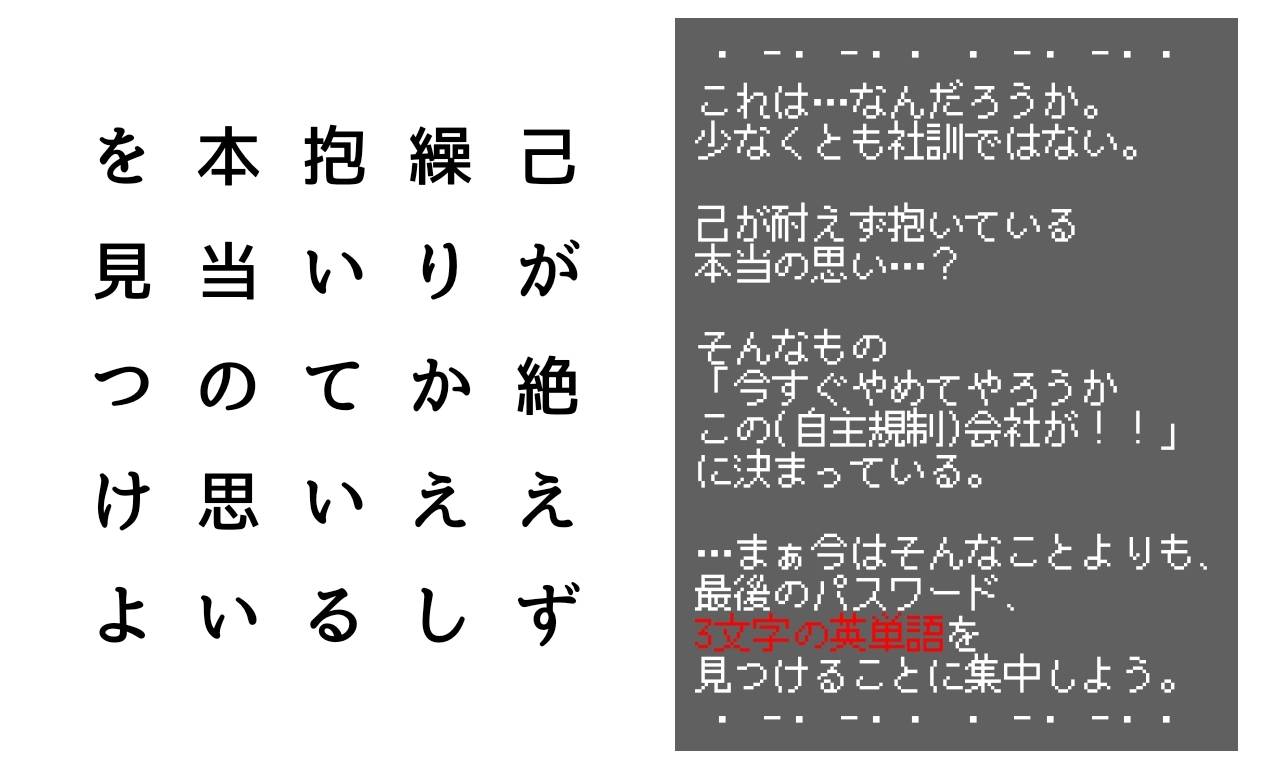 己が絶えず
繰りかえし
抱いている
本当の思い
を見つけよ
・ －・ －・・ ・ －・ －・・
これは…なんだろうか。
少なくとも社訓ではない。
己が耐えず抱いている
本当の思い…？
そんなもの
「今すぐやめてやろうか
この(自主規制)会社が！！」
に決まっている。
…まぁ今はそんなことよりも、
最後のパスワード、
3文字の英単語を
見つけることに集中しよう。
・ －・ －・・ ・ －・ －・・